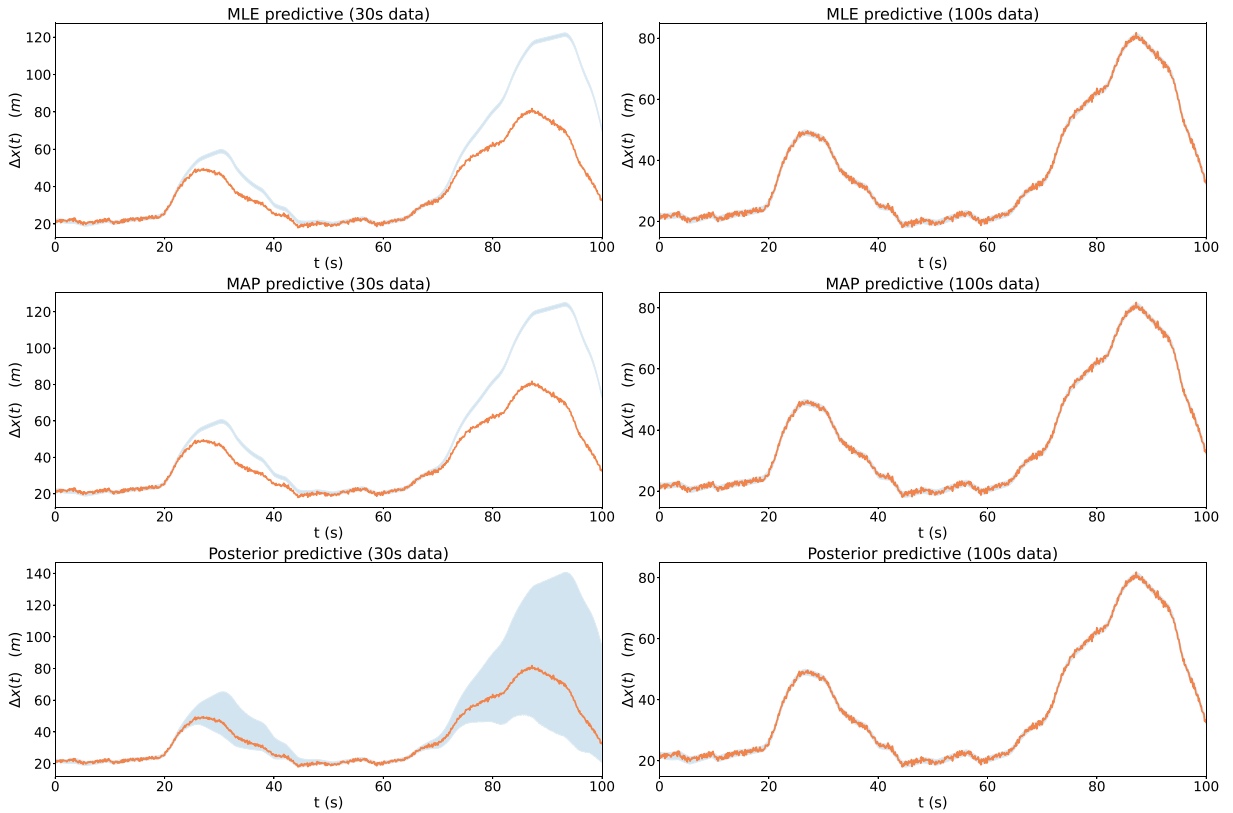 MLE predictive (30s data)
120
100
80
60
40
20
Δx(t) (m)
0 20 40 60 80 100
t (s)
MLE predictive (100s data)
80
60
40
20
Δx(t) (m)
0 20 40 60 80 100
t (s)
MAP predictive (30s data)
120
100
80
60
40
20
Δx(t) (m)
0 20 40 60 80 100
t (s)
MAP predictive (100s data)
80
60
40
20
Δx(t) (m)
0 20 40 60 80 100
t (s)
Posterior predictive (30s data)
140
120
100
80
60
40
20
Δx(t) (m)
0 20 40 60 80 100
t (s)
Posterior predictive (100s data)
80
60
40
20
Δx(t) (m)
0 20 40 60 80 100
t (s)